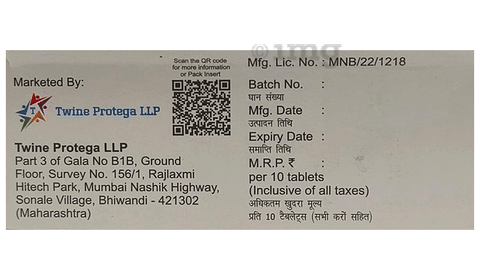 Scan the QR code
for more information
or Pack Insert
Marketed By:
Twine Protega LLP
Twine Protega LLP
Part 3 of Gala No B1B, Ground
Floor, Survey No. 156/1, Rajlaxmi
Hitech Park, Mumbai Nashik Highway,
Sonale Village, Bhiwandi - 421302
(Maharashtra)
1mg
Mfg. Lic. No. : MNB/22/1218
Batch No. :
घान संख्या
Mfg. Date :
उत्पादन तिथि
Expiry Date :
समाप्ति तिथि
M.R.P. ₹ :
per 10 tablets
(Inclusive of all taxes)
अधिकतम खुदरा मूल्य
प्रति 10 टैबलेट्स (सभी करों सहित)